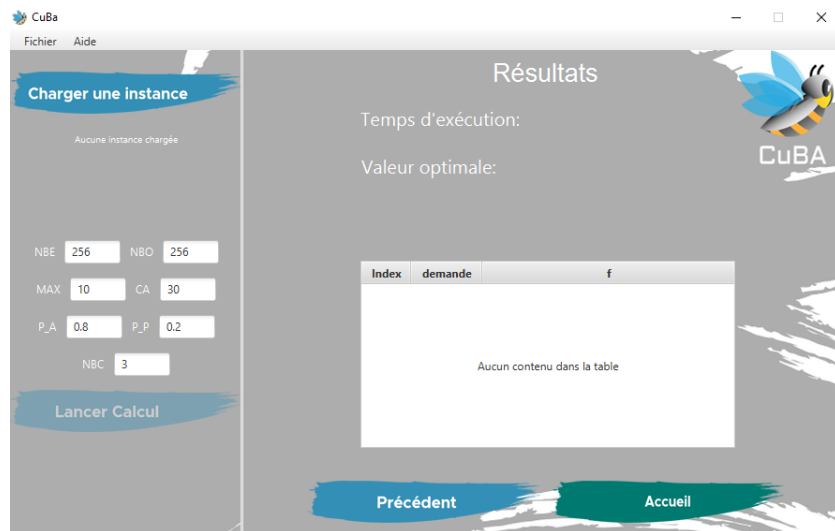 CuBa
Fichier Aide
Charger une instance
Aucune instance chargée
NBE 256 NBO 256
MAX 10 CA 30
P_A 0.8 P_P 0.2
NBC 3
Lancer Calcul
Résultats
Temps d'exécution:
Valeur optimale:
CuBA
Index demande f
Aucun contenu dans la table
Précédent
Accueil